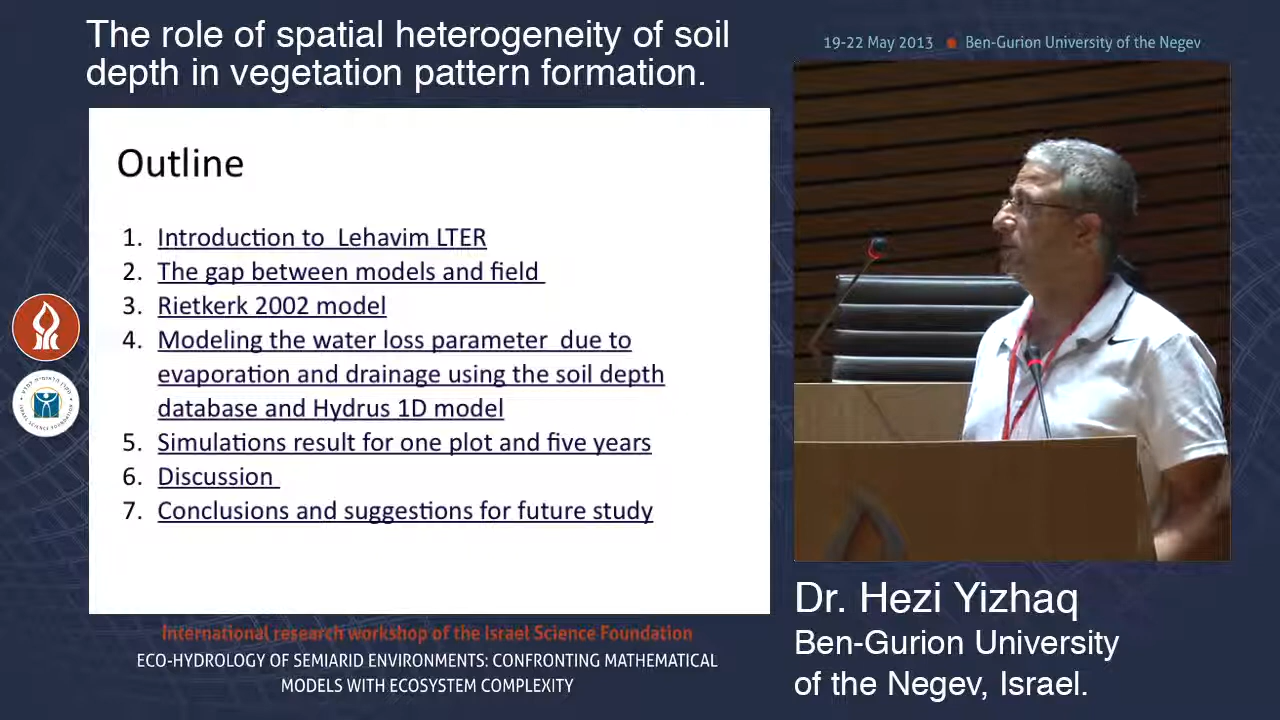 The role of spatial heterogeneity of soil
depth in vegetation pattern formation.
19-22 May 2013 Ben-Gurion University of the Negev
Outline
1. Introduction to Lehavim LTER
2. The gap between models and field
3. Rietkerk 2002 model
4. Modeling the water loss parameter due to
evaporation and drainage using the soil depth
database and Hydrus 1D model
5. Simulations result for one plot and five years
6. Discussion
7. Conclusions and suggestions for future study
International research workshop of the Israel Science Foundation
ECO-HYDROLOGY OF SEMIARID ENVIRONMENTS: CONFRONTING MATHEMATICAL
MODELS WITH ECOSYSTEM COMPLEXITY
Dr. Hezi Yizhaq
Ben-Gurion University
of the Negev, Israel.